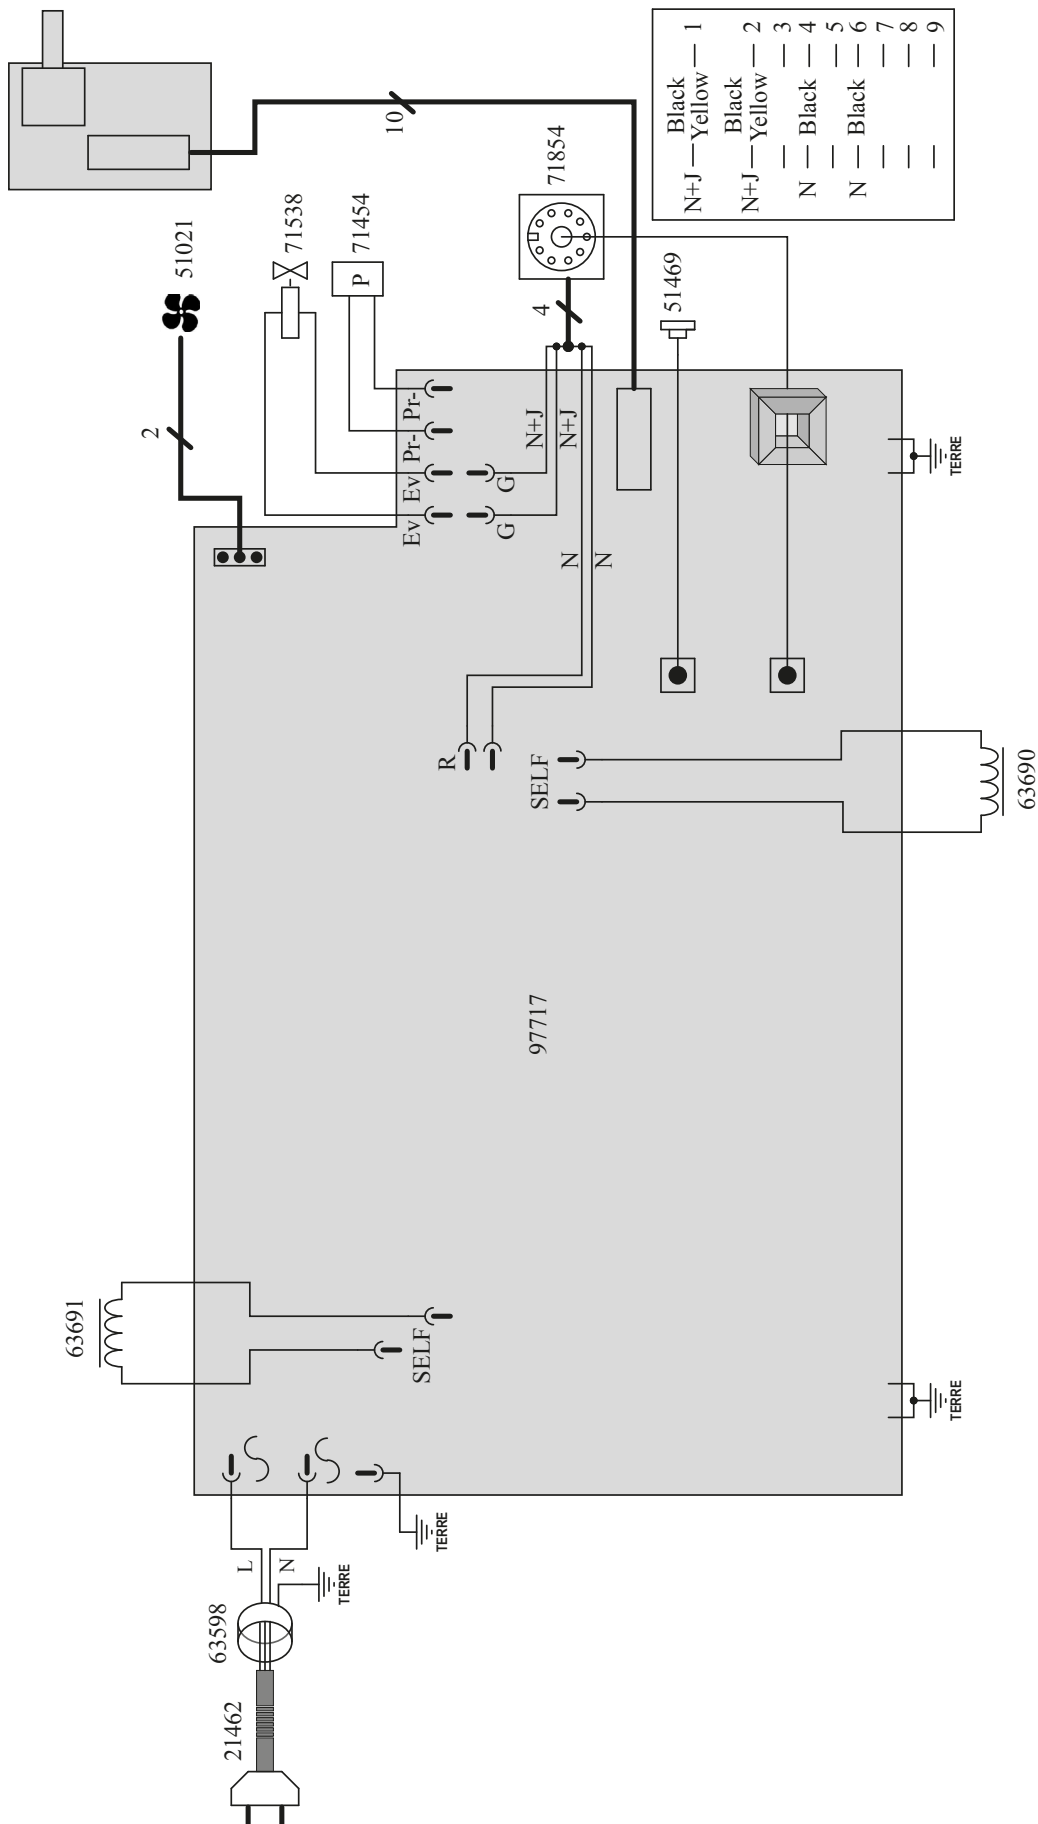 21462
63598
L
N
TERRE
TERRE
63691
SELF
97717
R
SELF
63690
TERRE
TERRE
2
51021
71538
71454
P
Ev
Ev
Pr-
Pr-
G
G
N+J
N+J
N
N
4
71854
10
51469
N+J — Black Yellow — 1
N+J — Black Yellow — 2
— — 3
N — Black — 4
— — 5
N — Black — 6
— — 7
— — 8
— — 9